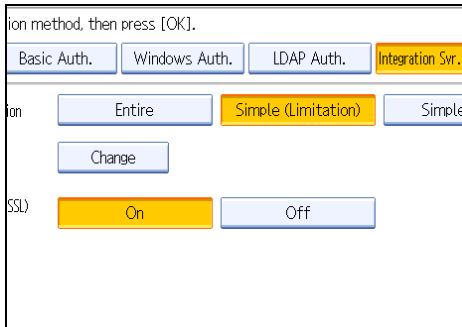 ion method, then press [OK].
Basic Auth. Windows Auth. LDAP Auth. Integration Svr.
ion Entire Simple (Limitation) Simple
Change
SSL) On Off